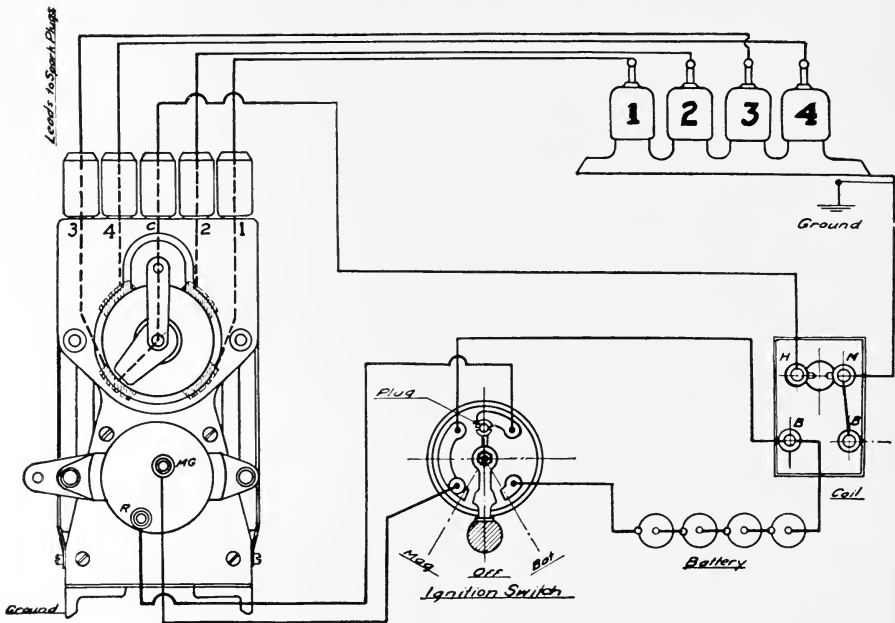 Leads to Spark Plugs
1 2 3 4
3 4 C 2 1
Ground
H M
Plug
B B
MG
R
Coil
Mag Off Bat
Battery
Ignition Switch
Ground